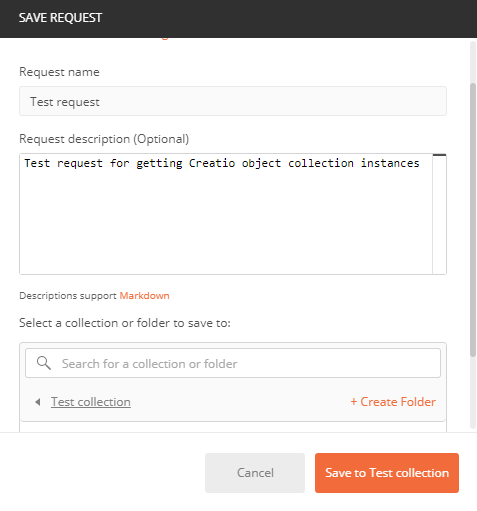 SAVE REQUEST
Request name
Test request
Request description (Optional)
Test request for getting Creatio object collection instances
Descriptions support Markdown
Select a collection or folder to save to:
Search for a collection or folder
Test collection + Create Folder
Cancel Save to Test collection